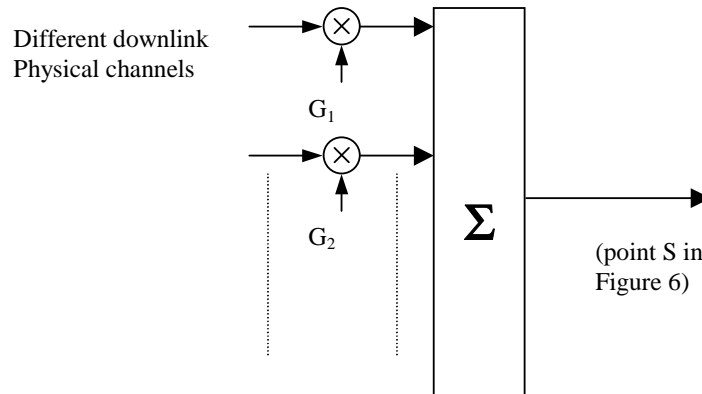 Different downlink
Physical channels
G₁
G₂
Σ
(point S in
Figure 6)